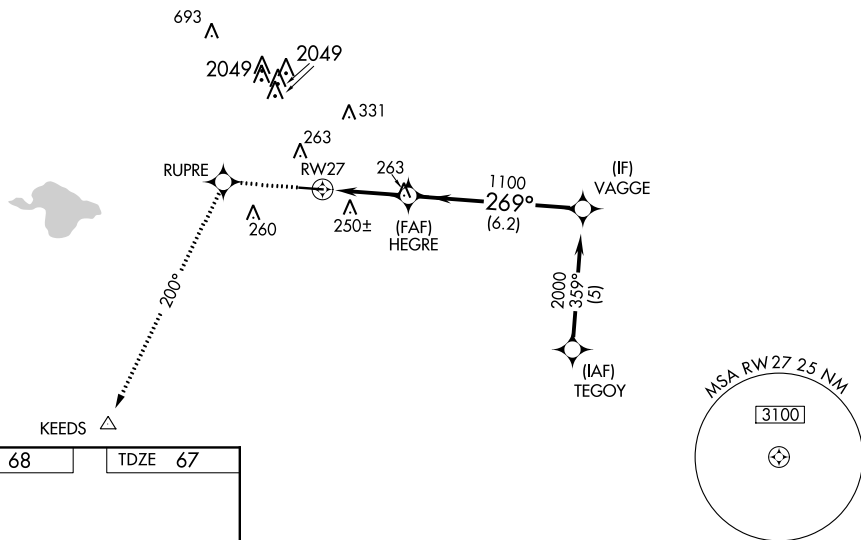 693
2049
2049
331
263
RW27
RUPRE
263
1100
269°
(6.2)
(IF)
VAGGE
260
250±
(FAF)
HEGRE
200°
2000
359°
(5)
(IAF)
TEGOY
KEEDS
MSA RW27 25 NM
3100
68
TDZE 67